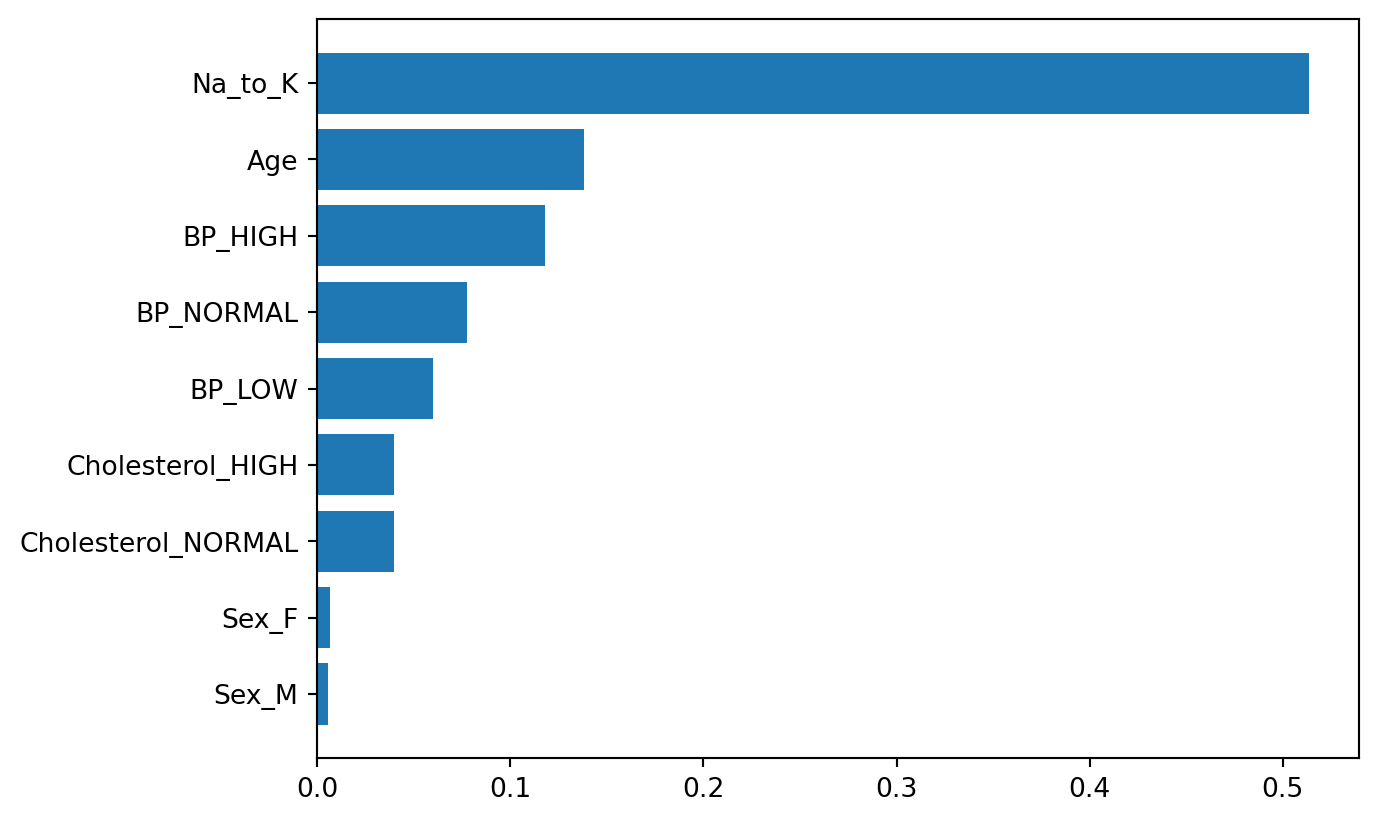 Na_to_K
Age
BP_HIGH
BP_NORMAL
BP_LOW
Cholesterol_HIGH
Cholesterol_NORMAL
Sex_F
Sex_M
0.0 0.1 0.2 0.3 0.4 0.5